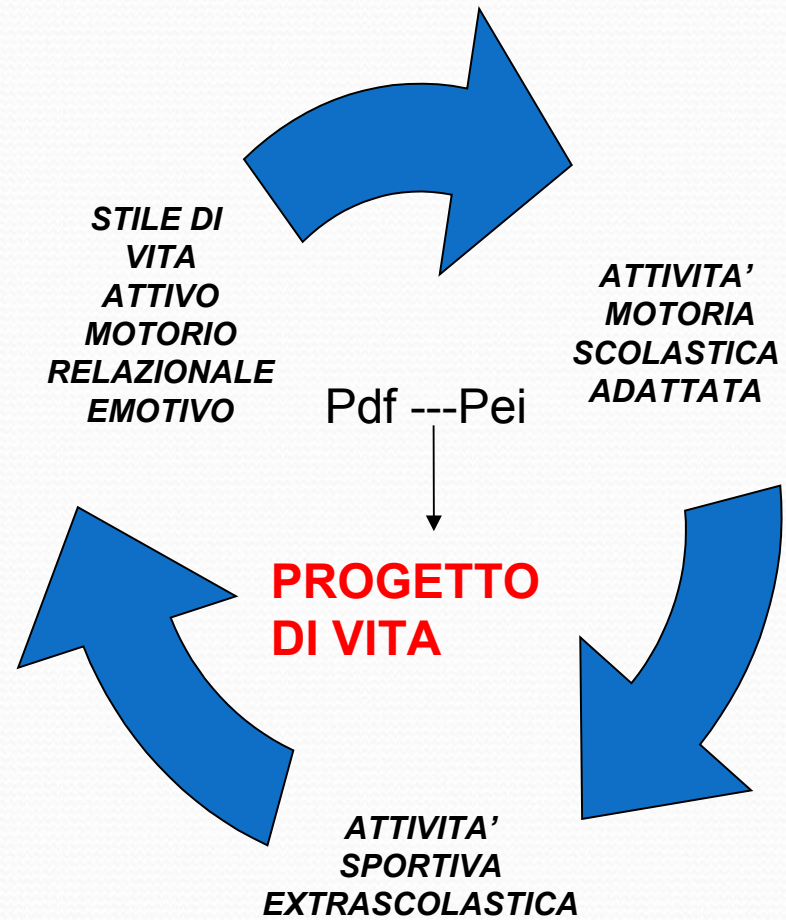 STILE DI
VITA
ATTIVO
MOTORIO
RELAZIONALE
EMOTIVO
ATTIVITA’
MOTORIA
SCOLASTICA
ADATTATA
Pdf ---Pei
PROGETTO
DI VITA
ATTIVITA’
SPORTIVA
EXTRASCOLASTICA